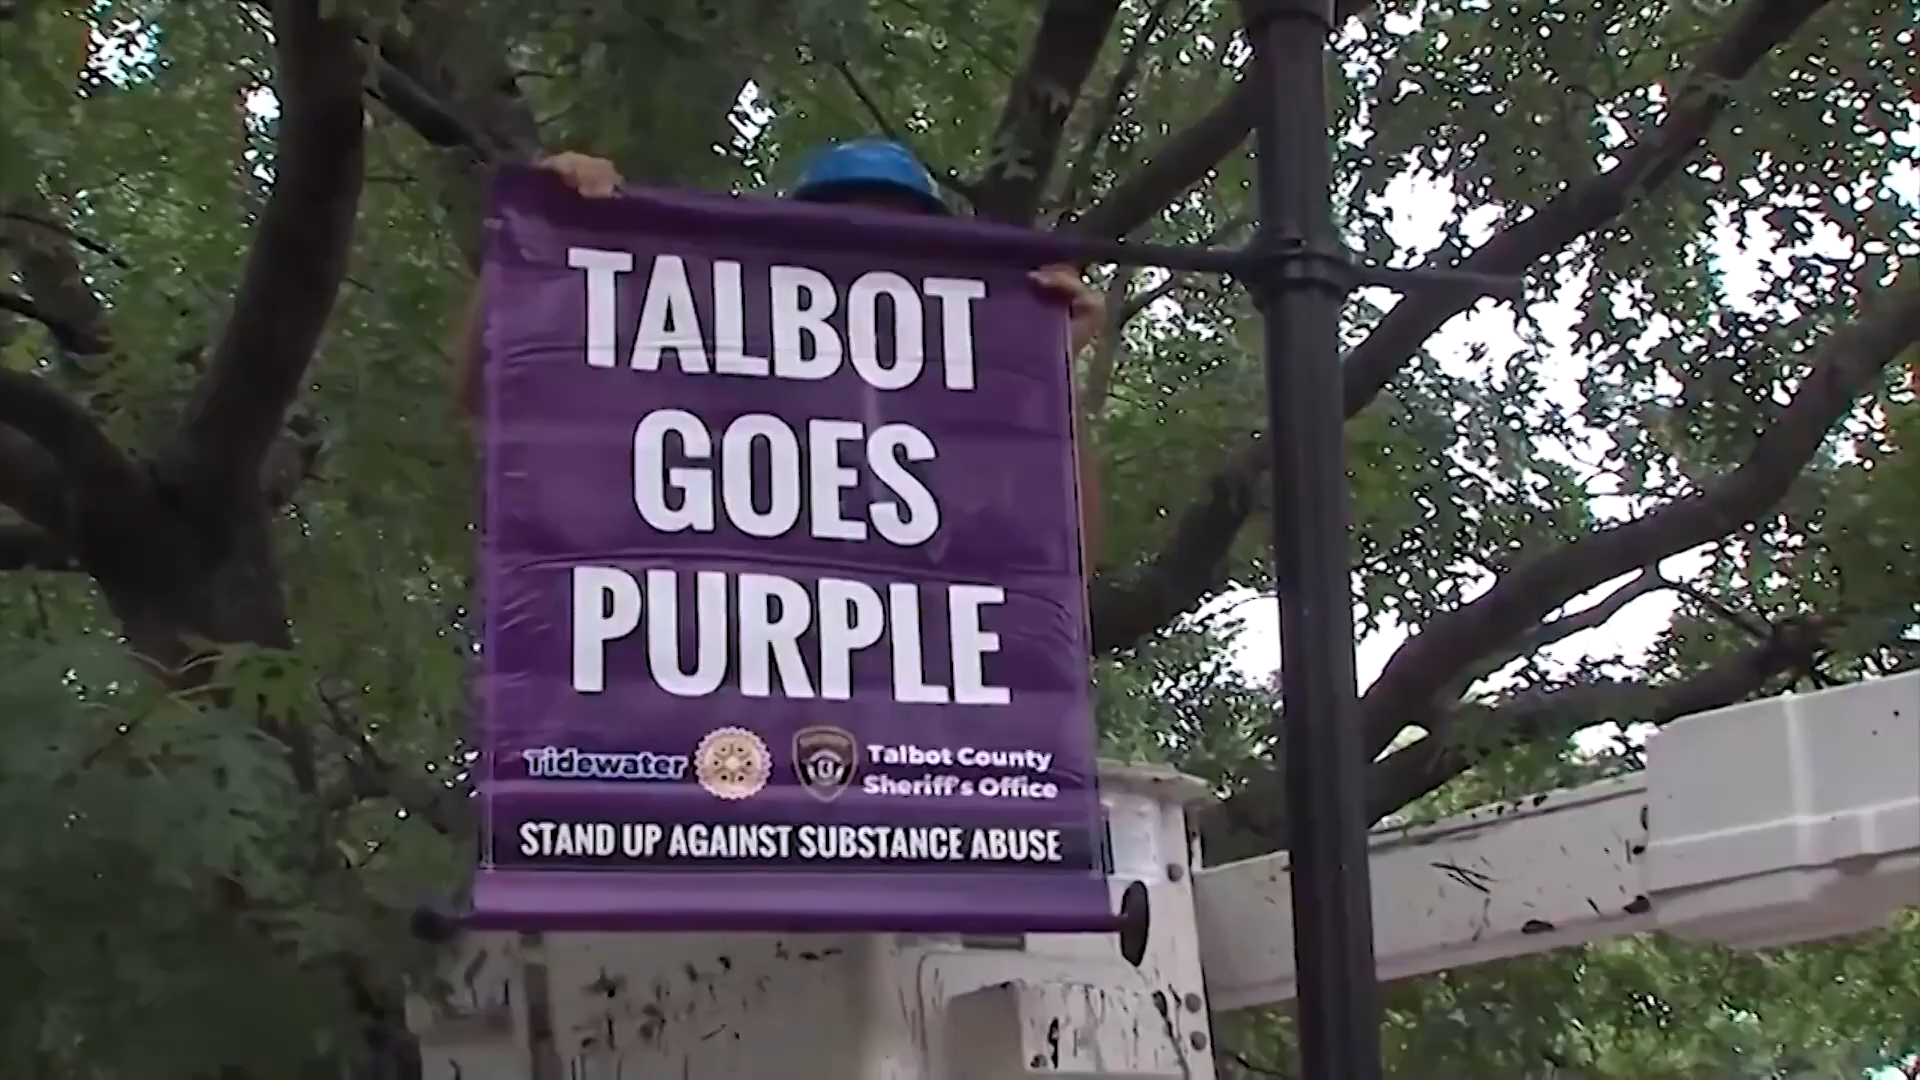 TALBOT
GOES
PURPLE
Tidewater
Talbot County
Sheriff's Office
STAND UP AGAINST SUBSTANCE ABUSE